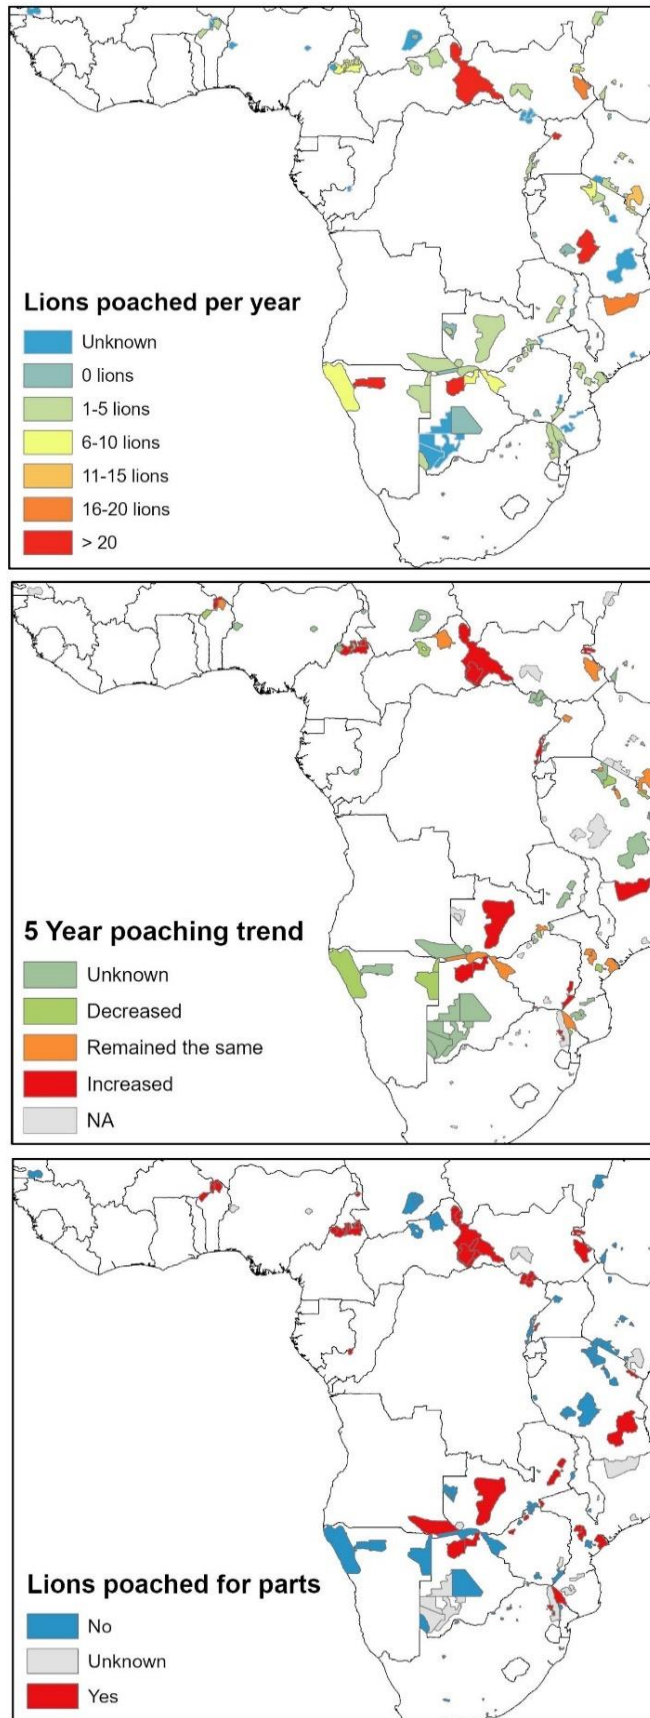 Lions poached per year
Unknown
0 lions
1-5 lions
6-10 lions
11-15 lions
16-20 lions
> 20
5 Year poaching trend
Unknown
Decreased
Remained the same
Increased
NA
Lions poached for parts
No
Unknown
Yes